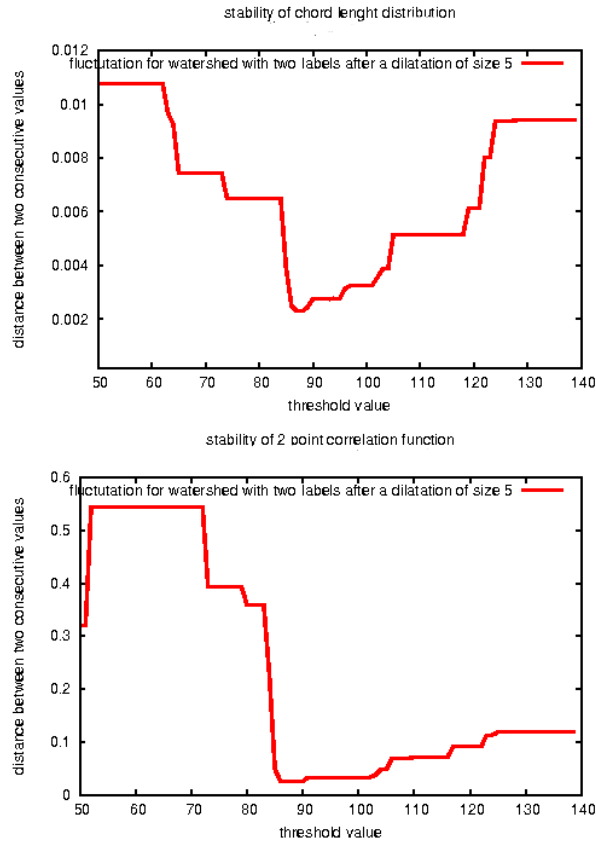 stability of chord lenght distribution
0.012
fluctutation for watershed with two labels after a dilatation of size 5
0.01
0.008
0.006
0.004
0.002
distance between two consecutive values
50 60 70 80 90 100 110 120 130 140
threshold value
stability of 2 point correlation function
0.6
fluctutation for watershed with two labels after a dilatation of size 5
0.5
0.4
0.3
0.2
0.1
0
distance between two consecutive values
50 60 70 80 90 100 110 120 130 140
threshold value